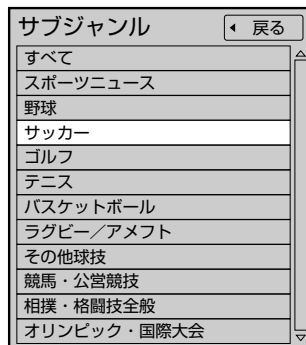 サブジャンル
戻る
すべて
スポーツニュース
野球
サッカー
ゴルフ
テニス
バスケットボール
ラグビー／アメフト
その他球技
競馬・公営競技
相撲・格闘技全般
オリンピック・国際大会